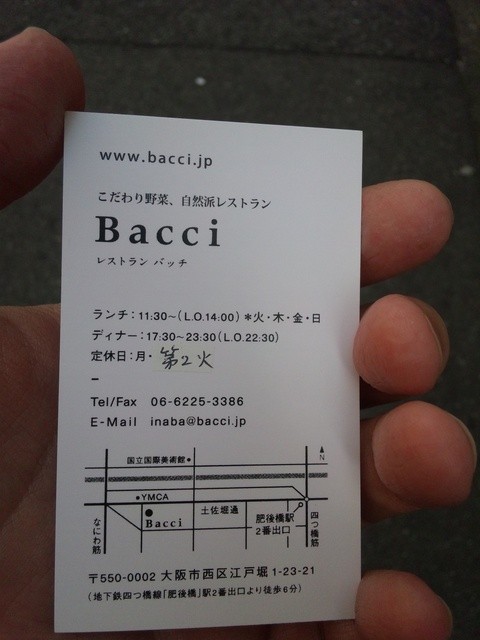 www.bacci.jp
こだわり野菜、自然派レストラン
Bacci
レストラン バッチ
ランチ：11:30~(L.O.14:00) *火・木・金・日
ディナー：17:30~23:30(L.O.22:30)
定休日：月・第2火
Tel/Fax 06-6225-3386
E-Mail inaba@bacci.jp
国立国際美術館
N
YMCA
Bacci
土佐堀通
肥後橋駅
2番出口
なにわ筋
四つ橋筋
〒550-0002 大阪市西区江戸堀 1-23-21
(地下鉄四つ橋線「肥後橋」駅2番出口より徒歩6分)